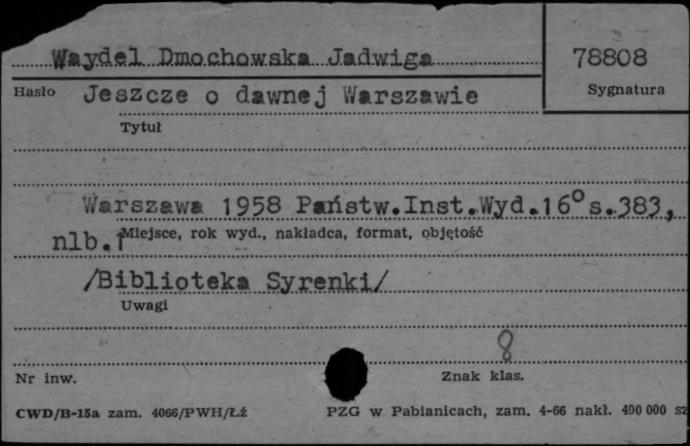 Waydel Dmochowska Jadwiga
78808
Hasło
Sygnatura
Jeszcze o dawnej Warszawie
Tytuł
Warszawa 1958 Państw.Inst.Wyd.16° s.383,
nlb.1
Miejsce, rok wyd., nakładca, format, objętość
/Biblioteka Syrenki/
Uwagi
8
Nr inw.
Znak klas.
CWD/B-15a zam. 4066/PWH/Łź
PZG w Pabianicach, zam. 4-66 nakł. 400 000 sz